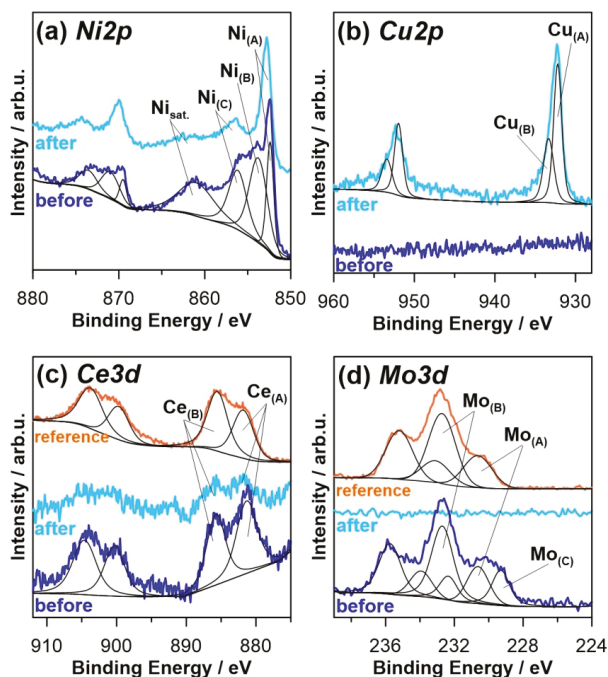 (a) Ni2p
Ni(A)
Ni(B)
Ni(C)
Nisat.
after
before
Intensity / arb.u.
880 870 860 850
Binding Energy / eV
(b) Cu2p
Cu(A)
Cu(B)
after
before
Intensity / arb.u.
960 950 940 930
Binding Energy / eV
(c) Ce3d
Ce(A)
Ce(B)
reference
after
before
Intensity / arb.u.
910 900 890 880
Binding Energy / eV
(d) Mo3d
Mo(B)
Mo(A)
reference
after
Mo(C)
before
Intensity / arb.u.
236 232 228 224
Binding Energy / eV